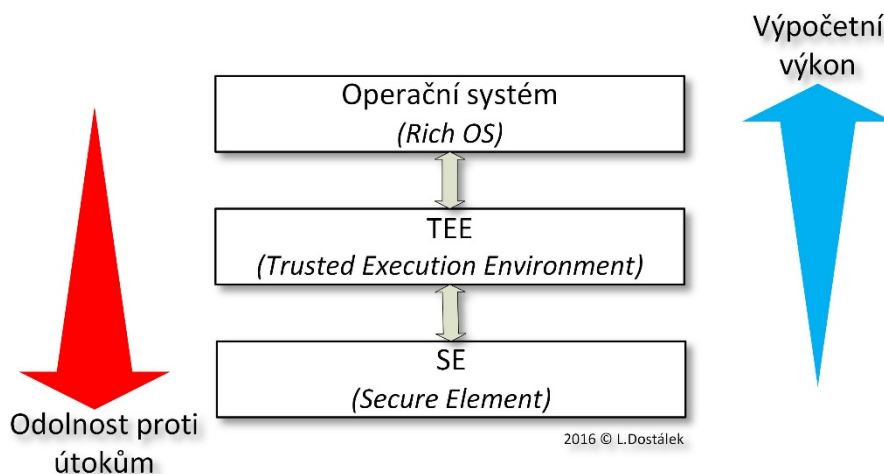 Výpočetní
výkon
Operační systém
(Rich OS)
TEE
(Trusted Execution Environment)
SE
(Secure Element)
Odolnost proti
útokům
2016 © L.Dostálek